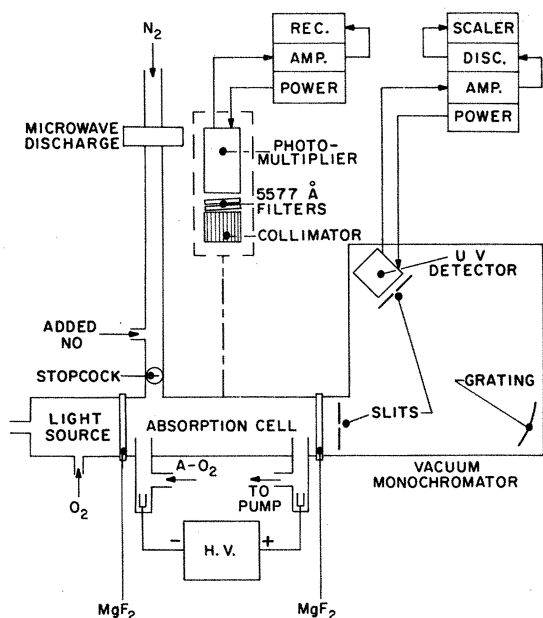 N2
MICROWAVE
DISCHARGE
REC.
AMP.
POWER
SCALER
DISC.
AMP.
POWER
PHOTO-
MULTIPLIER
5577 Å
FILTERS
COLLIMATOR
U V
DETECTOR
ADDED
NO
STOPCOCK
LIGHT
SOURCE
ABSORPTION CELL
SLITS
GRATING
O2
A-O2
TO
PUMP
VACUUM
MONOCHROMATOR
- H.V. +
MgF2
MgF2